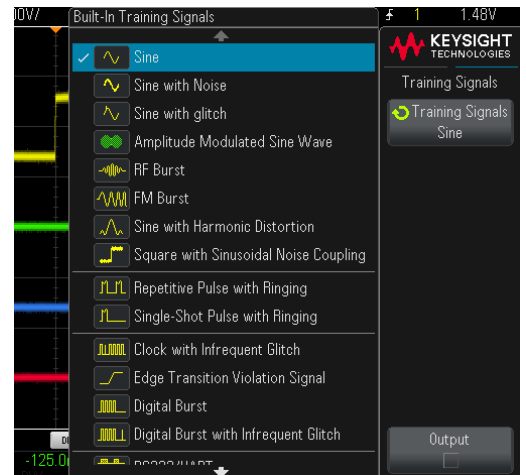 00V/
Built-In Training Signals
1
1.48V
KEYSIGHT
TECHNOLOGIES
Training Signals
Training Signals
Sine
Sine
Sine with Noise
Sine with glitch
Amplitude Modulated Sine Wave
RF Burst
FM Burst
Sine with Harmonic Distortion
Square with Sinusoidal Noise Coupling
Repetitive Pulse with Ringing
Single-Shot Pulse with Ringing
Clock with Infrequent Glitch
Edge Transition Violation Signal
Digital Burst
Digital Burst with Infrequent Glitch
-125.0
Output